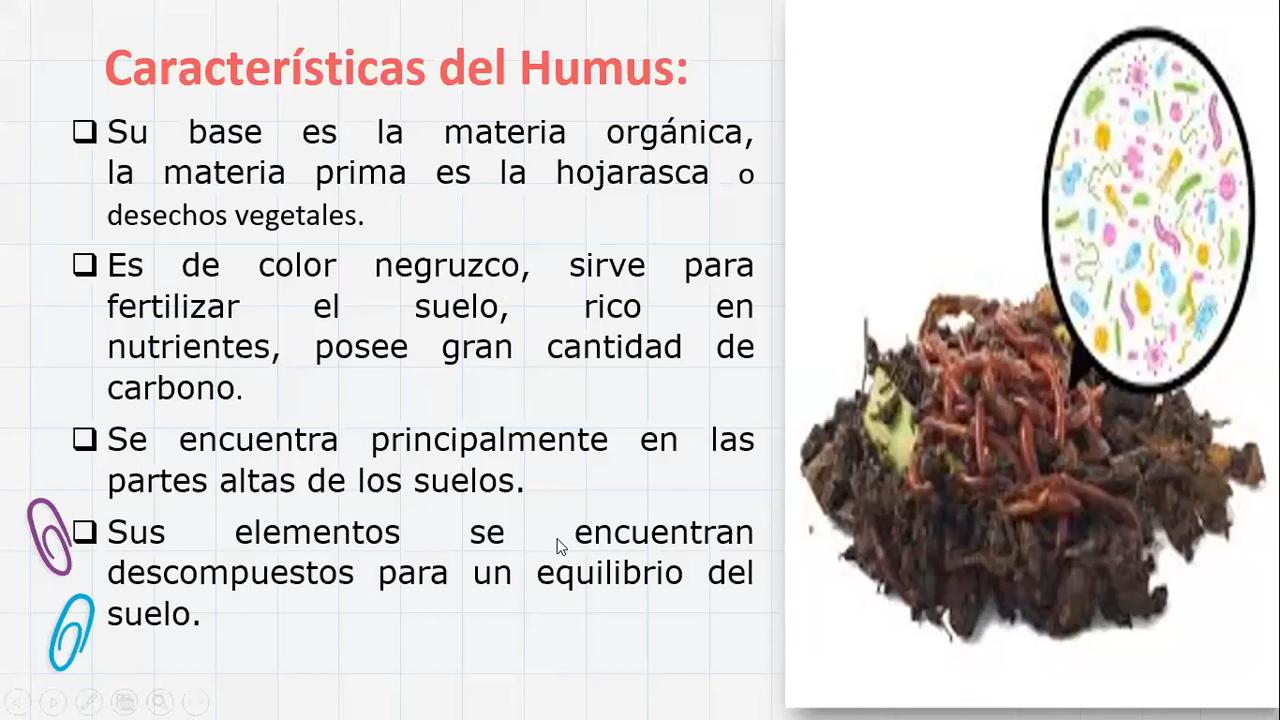 Características del Humus:
Su base es la materia orgánica,
la materia prima es la hojarasca o
desechos vegetales.
Es de color negruzco, sirve para
fertilizar el suelo, rico en
nutrientes, posee gran cantidad de
carbono.
Se encuentra principalmente en las
partes altas de los suelos.
Sus elementos se encuentran
descompuestos para un equilibrio del
suelo.